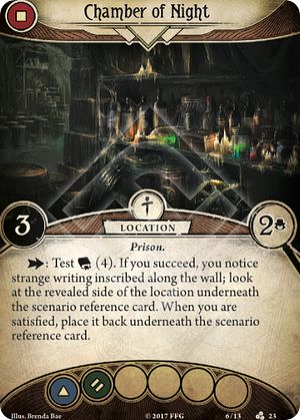 Chamber of Night
3
LOCATION
2
Prison.
: Test (4). If you succeed, you notice
strange writing inscribed along the wall; look
at the revealed side of the location underneath
the scenario reference card. When you are
satisfied, place it back underneath the scenario
reference card.
Illus. Brenda Bae
© 2017 FFG
6/13
23